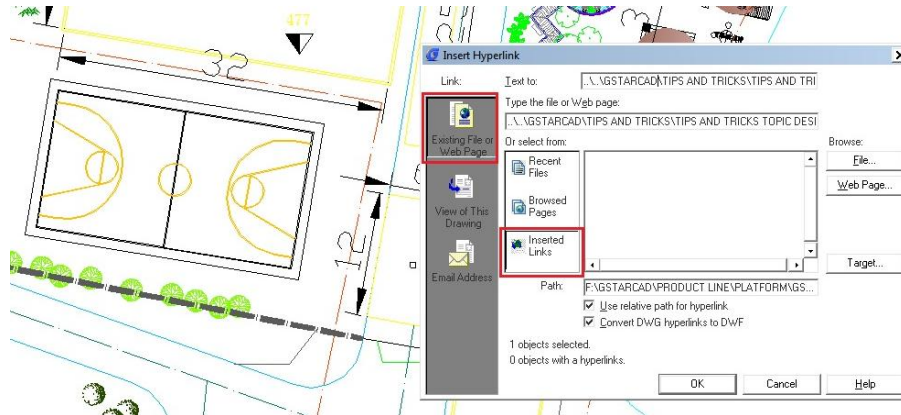 477
32
12
Insert Hyperlink
Link:
Text to:
..\..\GSTARCAD\TIPS AND TRICKS\TIPS AND TRI
Type the file or Web page:
..\..\GSTARCAD\TIPS AND TRICKS\TIPS AND TRICKS TOPIC DESI
Existing File or
Web Page
Or select from:
Browse:
Recent
Files
File...
Web Page...
View of This
Drawing
Browsed
Pages
Inserted
Links
Email Address
Target...
Path:
F:\GSTARCAD\PRODUCT LINE\PLATFORM\GS...
Use relative path for hyperlink
Convert DWG hyperlinks to DWF
1 objects selected.
0 objects with a hyperlinks.
OK
Cancel
Help